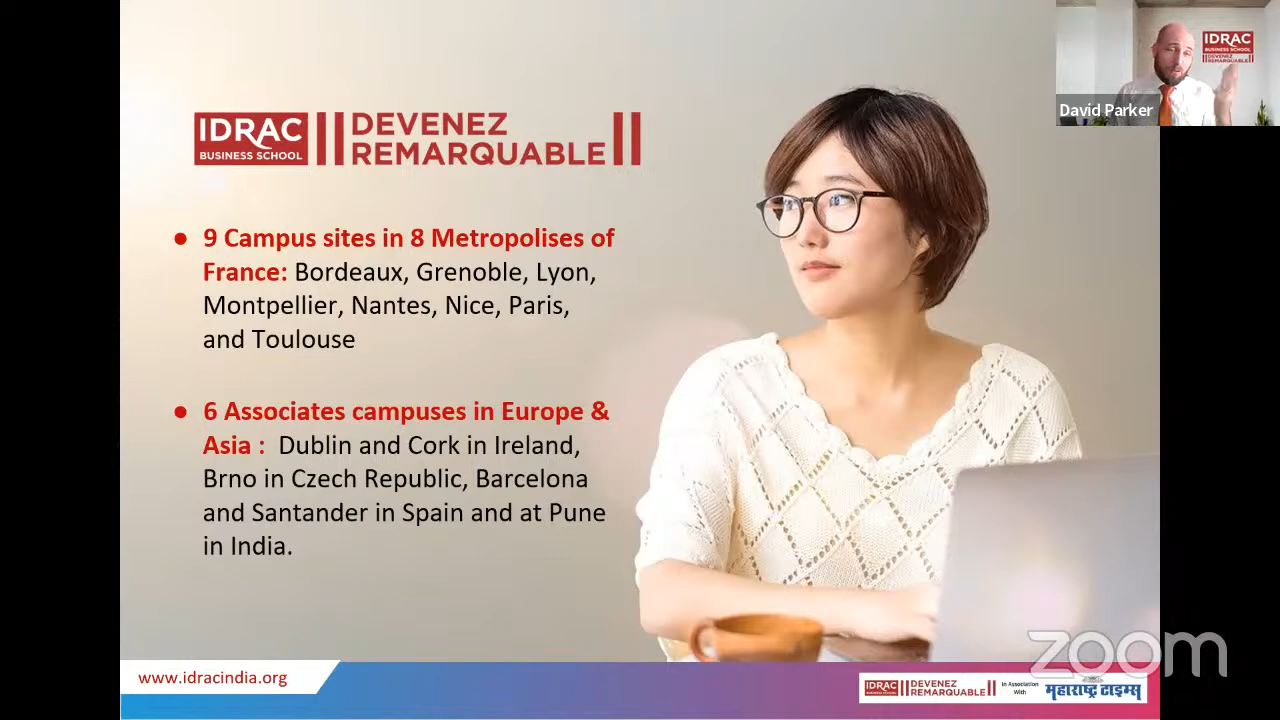 IDRAC
BUSINESS SCHOOL
DEVENEZ
REMARQUABLE
● 9 Campus sites in 8 Metropolises of
France: Bordeaux, Grenoble, Lyon,
Montpellier, Nantes, Nice, Paris,
and Toulouse
● 6 Associates campuses in Europe &
Asia : Dublin and Cork in Ireland,
Brno in Czech Republic, Barcelona
and Santander in Spain and at Pune
in India.
IDRAC
BUSINESS SCHOOL
DEVENEZ
REMARQUABLE
David Parker
zoom
www.idracindia.org
IDRAC
BUSINESS SCHOOL
DEVENEZ
REMARQUABLE
In Association
With
महाराष्ट्र टाइम्स